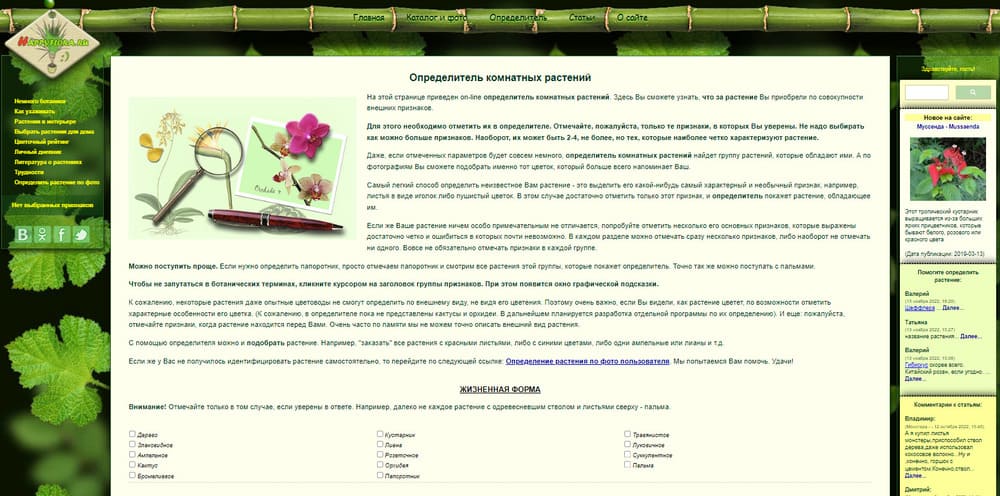 Главная Каталог и фото Определитель Статьи О сайте
HAPPYFLORA.RU
Немного ботаники
Как ухаживать
Растения в интерьере
Выбрать растения для дома
Цветочный рейтинг
Личный дневник
Литература о растениях
Трудности
Определить растение по фото
Нет выбранных признаков
Определитель комнатных растений
На этой странице приведен on-line определитель комнатных растений. Здесь Вы сможете узнать, что за растение Вы приобрели по совокупности
внешних признаков.
Для этого необходимо отметить их в определителе. Отмечайте, пожалуйста, только те признаки, в которых Вы уверены. Не надо выбирать
как можно больше признаков. Наоборот, их может быть 2-4, не более, но тех, которые наиболее четко характеризуют растение.
Даже, если отмеченных параметров будет совсем немного, определитель комнатных растений найдет группу растений, которые обладают ими. А по
фотографиям Вы сможете подобрать именно тот цветок, который больше всего напоминает Ваш.
Самый легкий способ определить неизвестное Вам растение - это выделить его какой-нибудь самый характерный и необычный признак, например,
листья в виде иголок либо пушистый цветок. В этом случае достаточно отметить только этот признак, и определитель покажет растение, обладающее
им.
Если же Ваше растение ничем особо примечательным не отличается, попробуйте отметить несколько его основных признаков, которые выражены
достаточно четко и ошибиться в которых почти невозможно. В каждом разделе можно отмечать сразу несколько признаков, либо наоборот не отмечать
ни одного. Вовсе не обязательно отмечать признаки в каждой группе.
Можно поступить проще. Если нужно определить папоротник, просто отмечаем папоротник и смотрим все растения этой группы, которые покажет определитель. Точно так же можно поступать с пальмами.
Чтобы не запутаться в ботанических терминах, кликните курсором на заголовок группы признаков. При этом появится окно графической подсказки.
К сожалению, некоторые растения даже опытные цветоводы не смогут определить по внешнему виду, не видя его цветения. Поэтому очень важно, если Вы видели, как растение цветет, по возможности отметить
характерные особенности его цветка. (К сожалению, в определителе пока не представлены кактусы и орхидеи. В дальнейшем планируется разработка отдельной программы по их определению). И еще: пожалуйста,
отмечайте признаки, когда растение находится перед Вами. Очень часто по памяти мы не можем точно описать внешний вид растения.
С помощью определителя можно и подобрать растение. Например, "заказать" все растения с красными листьями, либо с синими цветами, либо одни ампельные или лианы и т.д.
Если же у Вас не получилось идентифицировать растение самостоятельно, то перейдите по следующей ссылке: Определение растения по фото пользователя. Мы попытаемся Вам помочь. Удачи!
ЖИЗНЕННАЯ ФОРМА
Внимание! Отмечайте только в том случае, если уверены в ответе. Например, далеко не каждое растение с одревесневшим стволом и листьями сверху - пальма.
Дерево Кустарник Травянистое
Злаковидное Лиана Луковичное
Ампельное Розеточное Суккулентное
Кактус Орхидея Пальма
Бромелиевое Папоротник
Здравствуйте, гость!
Новое на сайте:
Муссенда - Mussaenda
Этот тропический кустарник
выращивается из-за больших
ярких прицветников, которые
бывают белого, розового или
красного цвета
(Дата публикации: 2019-03-13)
Помогите определить
растение:
Валерий
Шеффлера ... Далее...
Татьяна
название растения... Далее...
Валерий
Гибискус скорее всего.
Китайский розан, если угодно. ...
Далее...
Комментарии к статьям:
Владимир:
А я купил листья
монстеры,приспособил ствол
дерева,даже использовал
кокосовое волокно...Ну и
,конечно, горшок с
цементом.Конечно,ствол...
Далее...
Дмитрий: